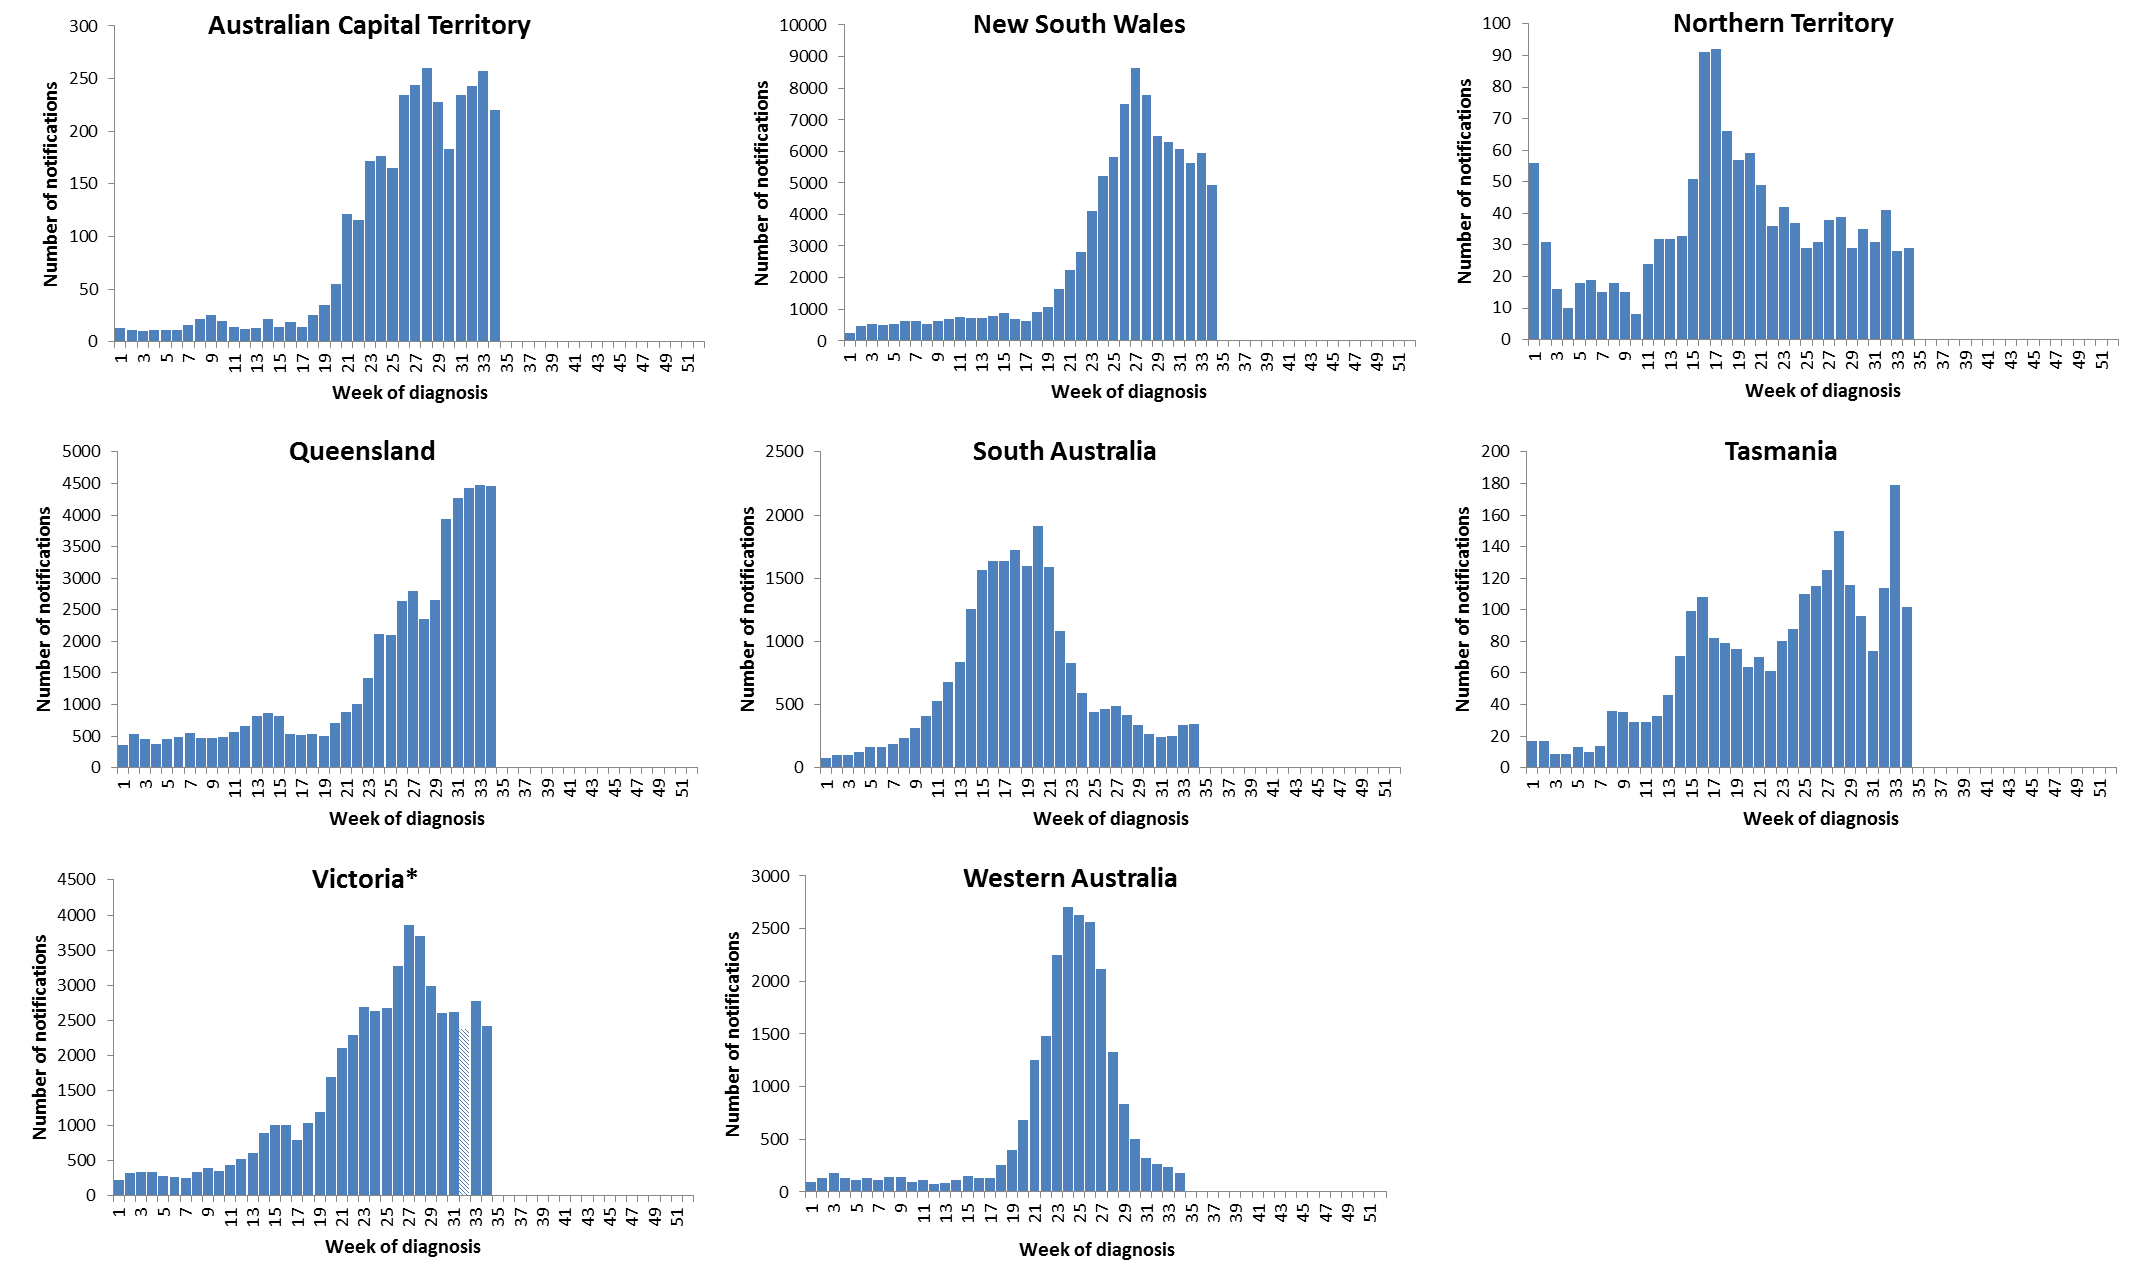 Australian Capital Territory
Number of notifications
300
250
200
150
100
50
0
1 3 5 7 9 11 13 15 17 19 21 23 25 27 29 31 33 35 37 39 41 43 45 47 49 51
Week of diagnosis
New South Wales
Number of notifications
10000
9000
8000
7000
6000
5000
4000
3000
2000
1000
0
1 3 5 7 9 11 13 15 17 19 21 23 25 27 29 31 33 35 37 39 41 43 45 47 49 51
Week of diagnosis
Northern Territory
Number of notifications
100
90
80
70
60
50
40
30
20
10
0
1 3 5 7 9 11 13 15 17 19 21 23 25 27 29 31 33 35 37 39 41 43 45 47 49 51
Week of diagnosis
Queensland
Number of notifications
5000
4500
4000
3500
3000
2500
2000
1500
1000
500
0
1 3 5 7 9 11 13 15 17 19 21 23 25 27 29 31 33 35 37 39 41 43 45 47 49 51
Week of diagnosis
South Australia
Number of notifications
2500
2000
1500
1000
500
0
1 3 5 7 9 11 13 15 17 19 21 23 25 27 29 31 33 35 37 39 41 43 45 47 49 51
Week of diagnosis
Tasmania
Number of notifications
200
180
160
140
120
100
80
60
40
20
0
1 3 5 7 9 11 13 15 17 19 21 23 25 27 29 31 33 35 37 39 41 43 45 47 49 51
Week of diagnosis
Victoria*
Number of notifications
4500
4000
3500
3000
2500
2000
1500
1000
500
0
1 3 5 7 9 11 13 15 17 19 21 23 25 27 29 31 33 35 37 39 41 43 45 47 49 51
Week of diagnosis
Western Australia
Number of notifications
3000
2500
2000
1500
1000
500
0
1 3 5 7 9 11 13 15 17 19 21 23 25 27 29 31 33 35 37 39 41 43 45 47 49 51
Week of diagnosis